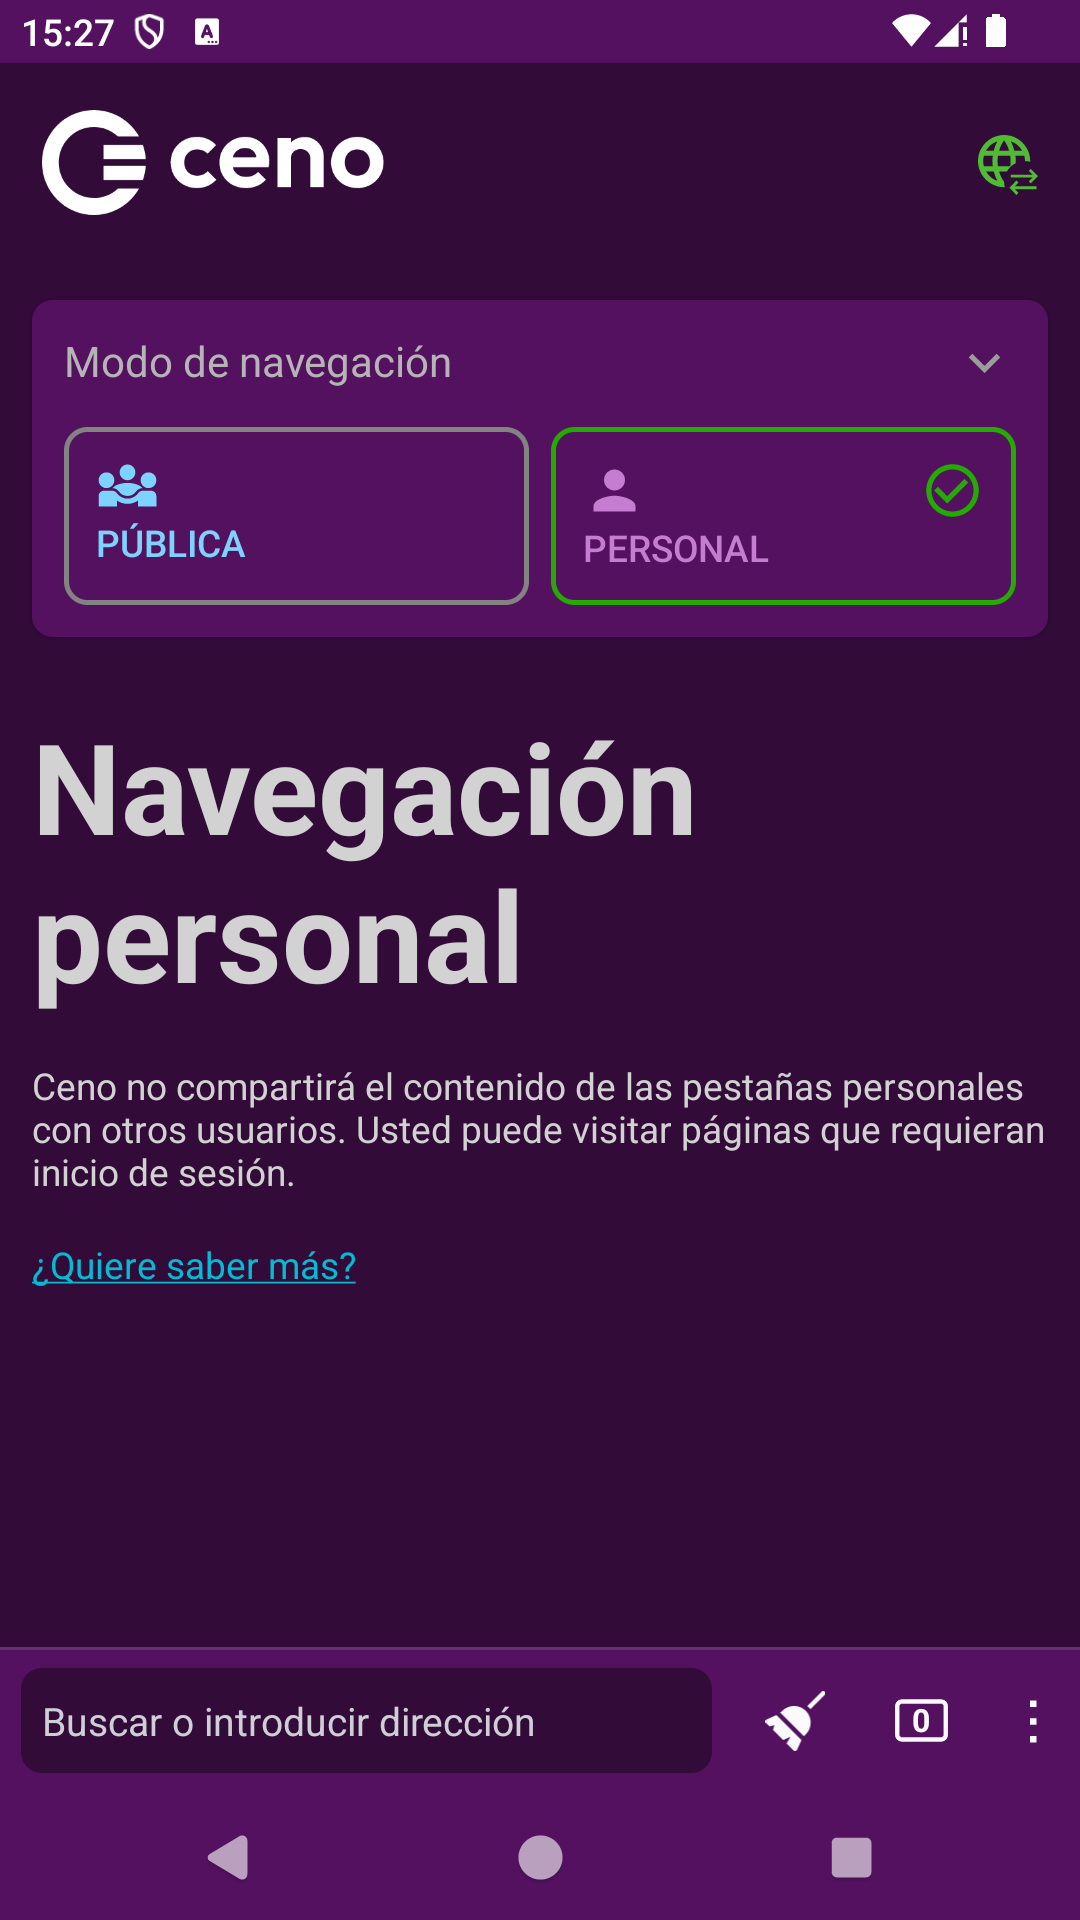 15:27
ceno
Modo de navegación
PÚBLICA
PERSONAL
Navegación
personal
Ceno no compartirá el contenido de las pestañas personales
con otros usuarios. Usted puede visitar páginas que requieran
inicio de sesión.
¿Quiere saber más?
Buscar o introducir dirección
0